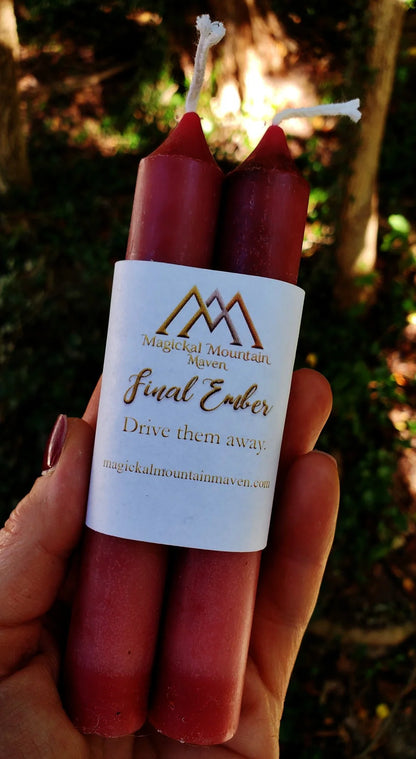 Magickal Mountain
Maven
Final Ember
Drive them away.
magickalmountainmaven.com